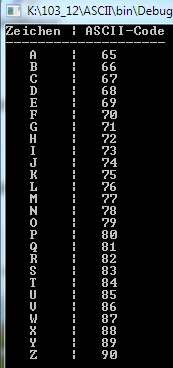 K:\103_12\ASCII\bin\Debug
Zeichen ¦ ASCII-Code
A ¦ 65
B ¦ 66
C ¦ 67
D ¦ 68
E ¦ 69
F ¦ 70
G ¦ 71
H ¦ 72
I ¦ 73
J ¦ 74
K ¦ 75
L ¦ 76
M ¦ 77
N ¦ 78
O ¦ 79
P ¦ 80
Q ¦ 81
R ¦ 82
S ¦ 83
T ¦ 84
U ¦ 85
V ¦ 86
W ¦ 87
X ¦ 88
Y ¦ 89
Z ¦ 90